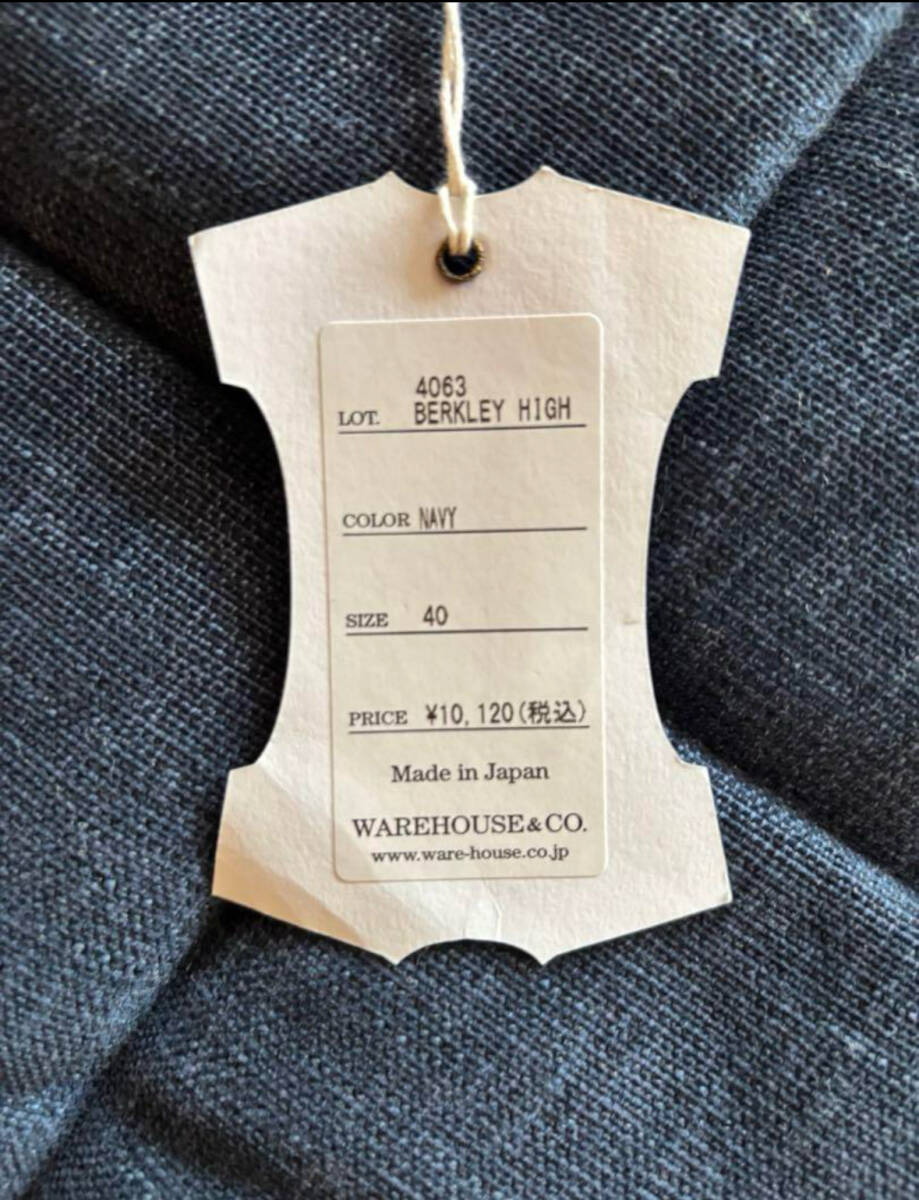 4063
LOT. BERKLEY HIGH
COLOR NAVY
SIZE 40
PRICE ¥10,120(税込)
Made in Japan
WAREHOUSE&CO.
www.ware-house.co.jp